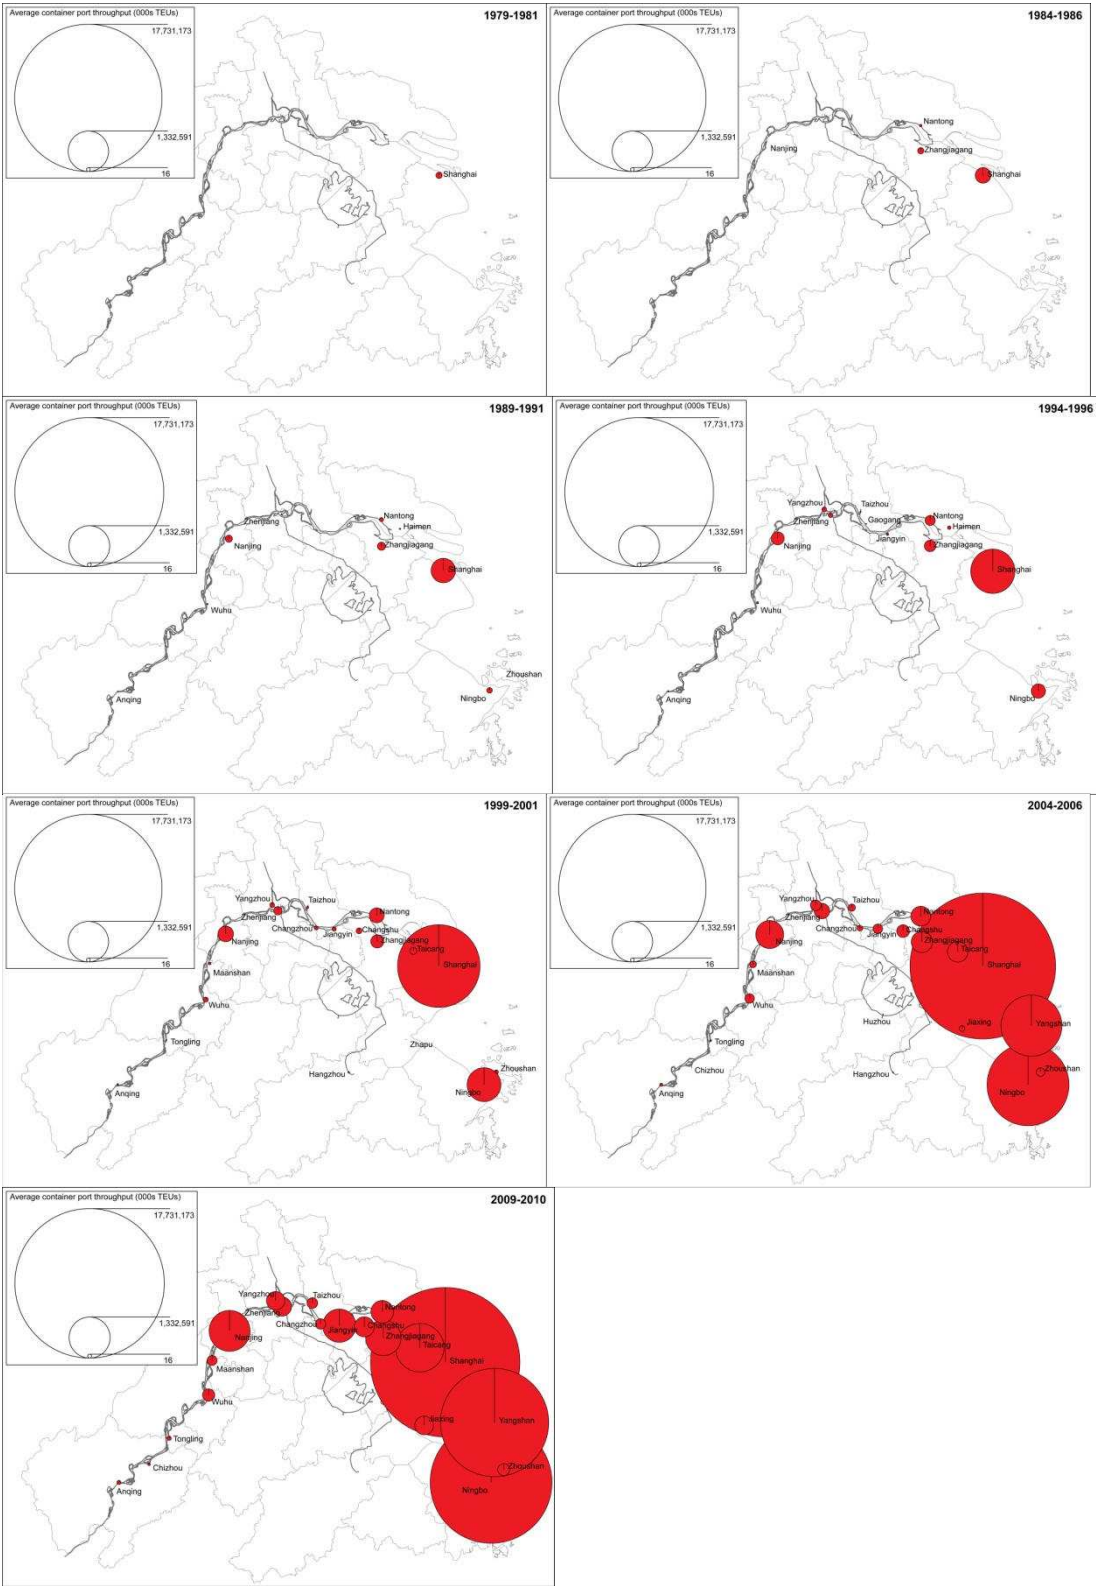 Average container port throughput (000s TEUs)
1979-1981
17,731,173
1,332,591
16
Shanghai
Average container port throughput (000s TEUs)
1984-1986
17,731,173
1,332,591
16
Nantong
Nanjing
Zhangjiagang
Shanghai
Average container port throughput (000s TEUs)
1989-1991
17,731,173
1,332,591
16
Nantong
Zhenjiang
Haimen
Nanjing
Zhangjiagang
Shanghai
Wuhu
Zhoushan
Anqing
Ningbo
Average container port throughput (000s TEUs)
1994-1996
17,731,173
1,332,591
16
Yangzhou
Taizhou
Zhenjiang
Gaogang
Nantong
Haimen
Jiangyin
Nanjing
Zhangjiagang
Shanghai
Wuhu
Anqing
Ningbo
Average container port throughput (000s TEUs)
1999-2001
17,731,173
1,332,591
16
Yangzhou
Taizhou
Zhenjiang
Nantong
Changzhou
Jiangyin
Changshu
Nanjing
Zhangjiagang
Taicang
Shanghai
Maanshan
Wuhu
Tongling
Zhapu
Hangzhou
Zhoushan
Anqing
Ningbo
Average container port throughput (000s TEUs)
2004-2006
17,731,173
1,332,591
16
Taizhou
Zhenjiang
Nantong
Changzhou
Jiangyin
Changshu
Nanjing
Zhangjiagang
Taicang
Shanghai
Maanshan
Wuhu
Huzhou
Jiaxing
Yangshan
Tongling
Chizhou
Hangzhou
Zhoushan
Anqing
Ningbo
Average container port throughput (000s TEUs)
2009-2010
17,731,173
1,332,591
16
Yangzhou
Taizhou
Zhenjiang
Nantong
Changzhou
Jiangyin
Changshu
Nanjing
Zhangjiagang
Taicang
Shanghai
Maanshan
Wuhu
Jiaxing
Yangshan
Tongling
Chizhou
Zhoushan
Anqing
Ningbo